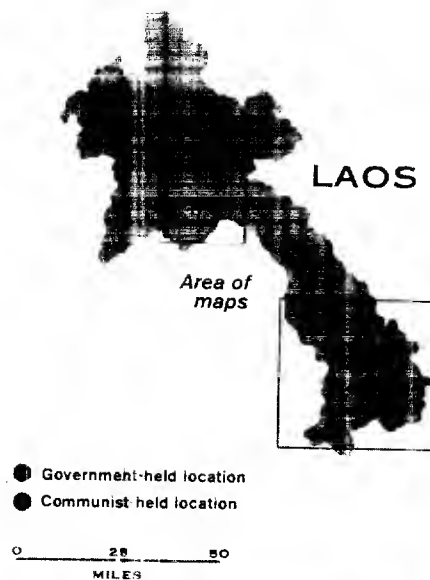 LAOS
Area of
maps
Government-held location
Communist-held location
0 25 50
MILES